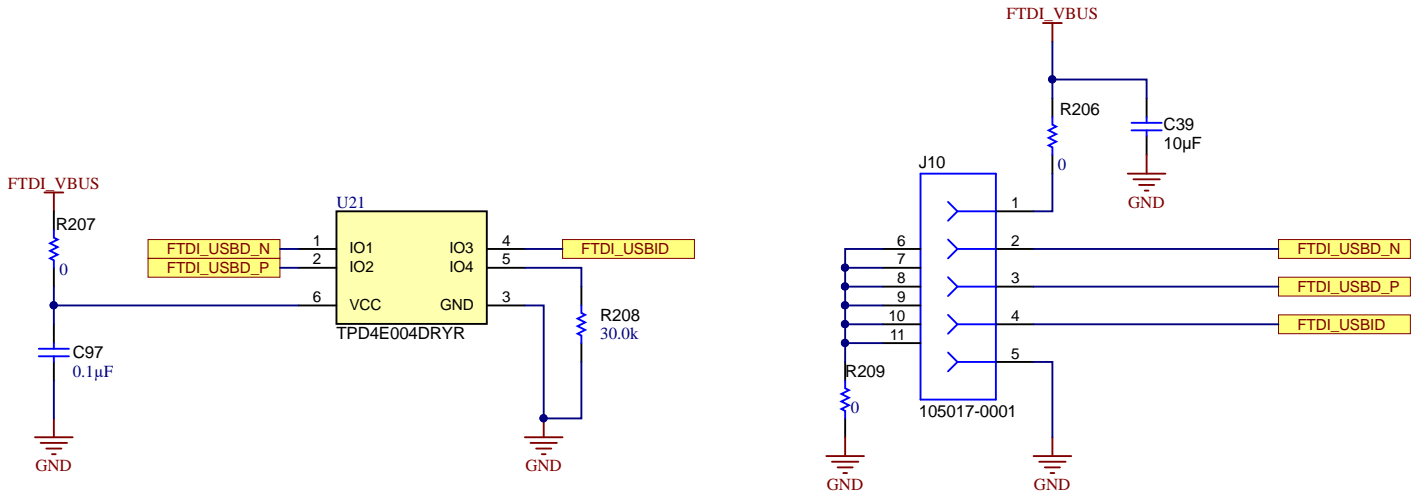 FTDI_VBUS
R207
0
C97
0.1µF
GND
U21
FTDI_USBD_N
1
IO1
IO3
4
FTDI_USBID
FTDI_USBD_P
2
IO2
IO4
5
6
VCC
GND
3
TPD4E004DRYR
R208
30.0k
GND
FTDI_VBUS
R206
0
C39
10µF
GND
J10
1
6
2
FTDI_USBD_N
7
8
3
FTDI_USBD_P
9
10
4
FTDI_USBID
11
5
R209
0
105017-0001
GND
GND